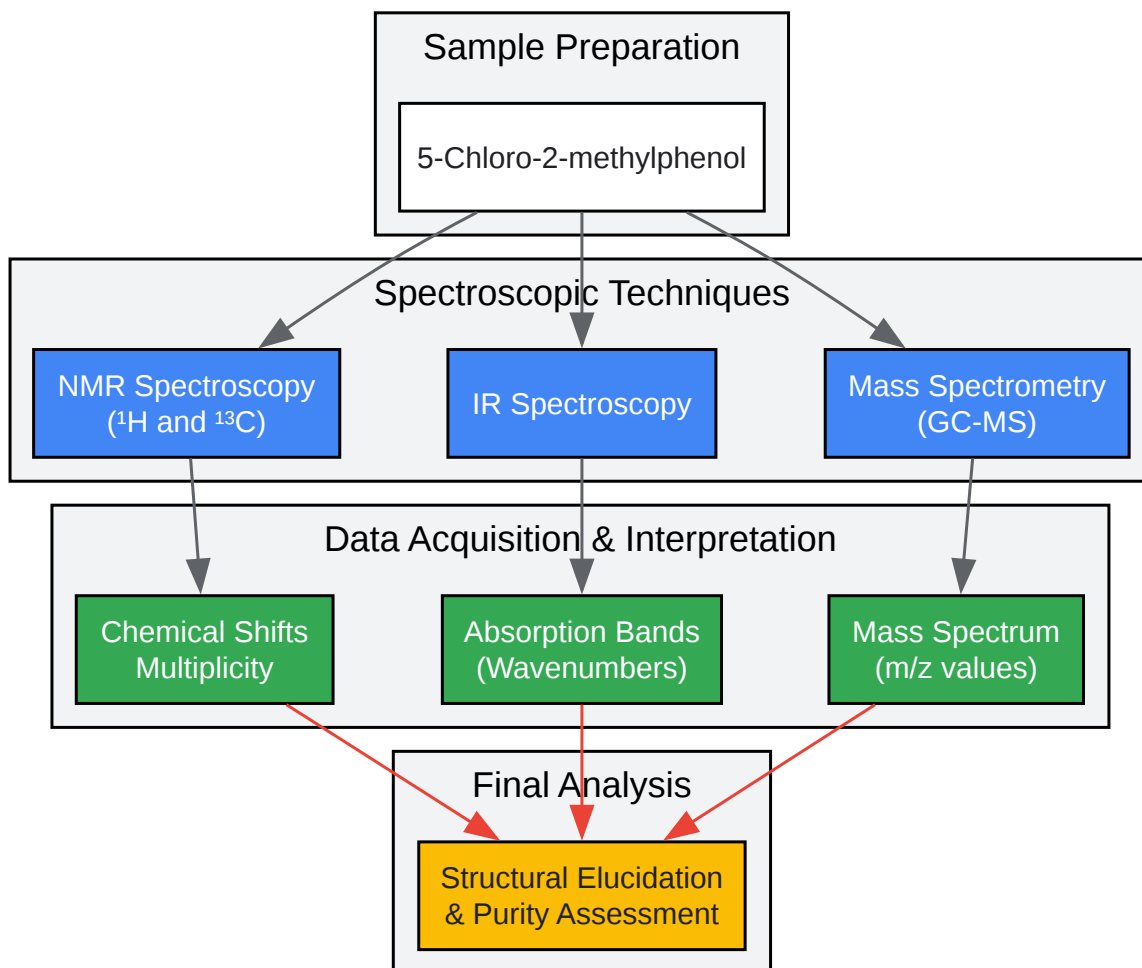 Sample Preparation
5-Chloro-2-methylphenol
Spectroscopic Techniques
NMR Spectroscopy
(¹H and ¹³C)
IR Spectroscopy
Mass Spectrometry
(GC-MS)
Data Acquisition & Interpretation
Chemical Shifts
Multiplicity
Absorption Bands
(Wavenumbers)
Mass Spectrum
(m/z values)
Final Analysis
Structural Elucidation
& Purity Assessment